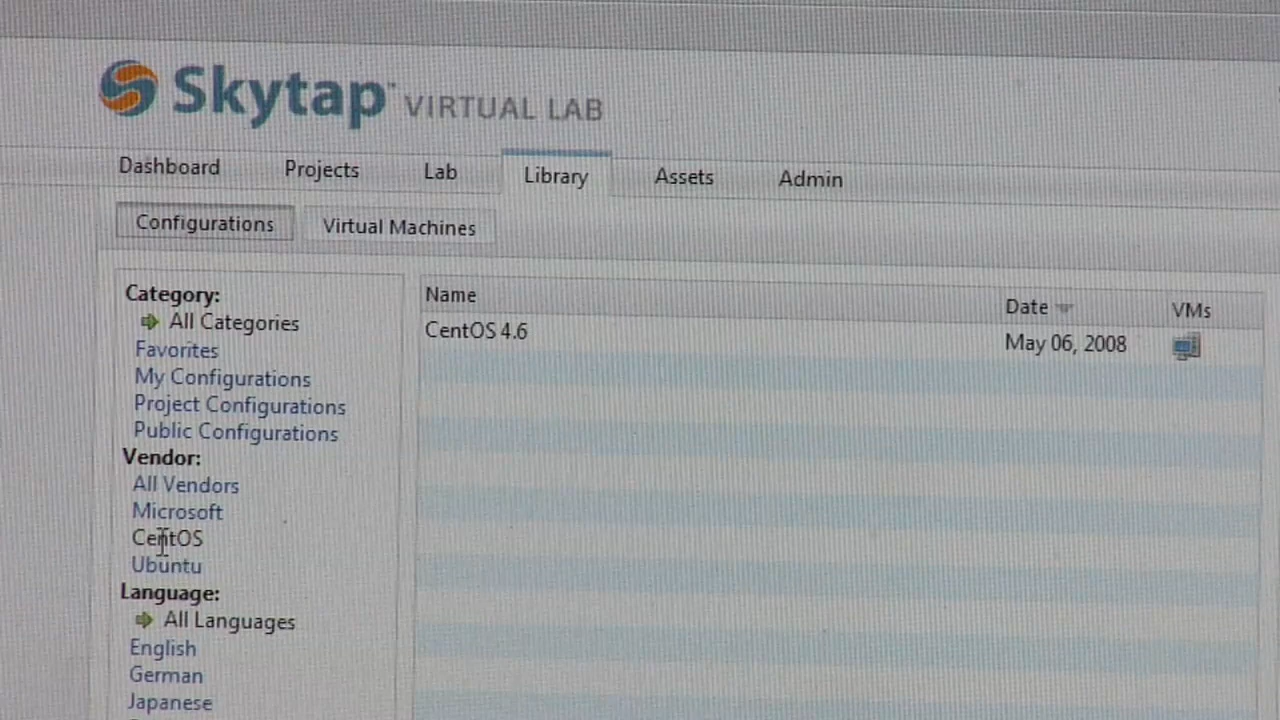 Skytap™ VIRTUAL LAB
Dashboard Projects Lab Library Assets Admin
Configurations Virtual Machines
Category:
All Categories
Favorites
My Configurations
Project Configurations
Public Configurations
Vendor:
All Vendors
Microsoft
CentOS
Ubuntu
Language:
All Languages
English
German
Japanese
Name Date VMs
CentOS 4.6 May 06, 2008